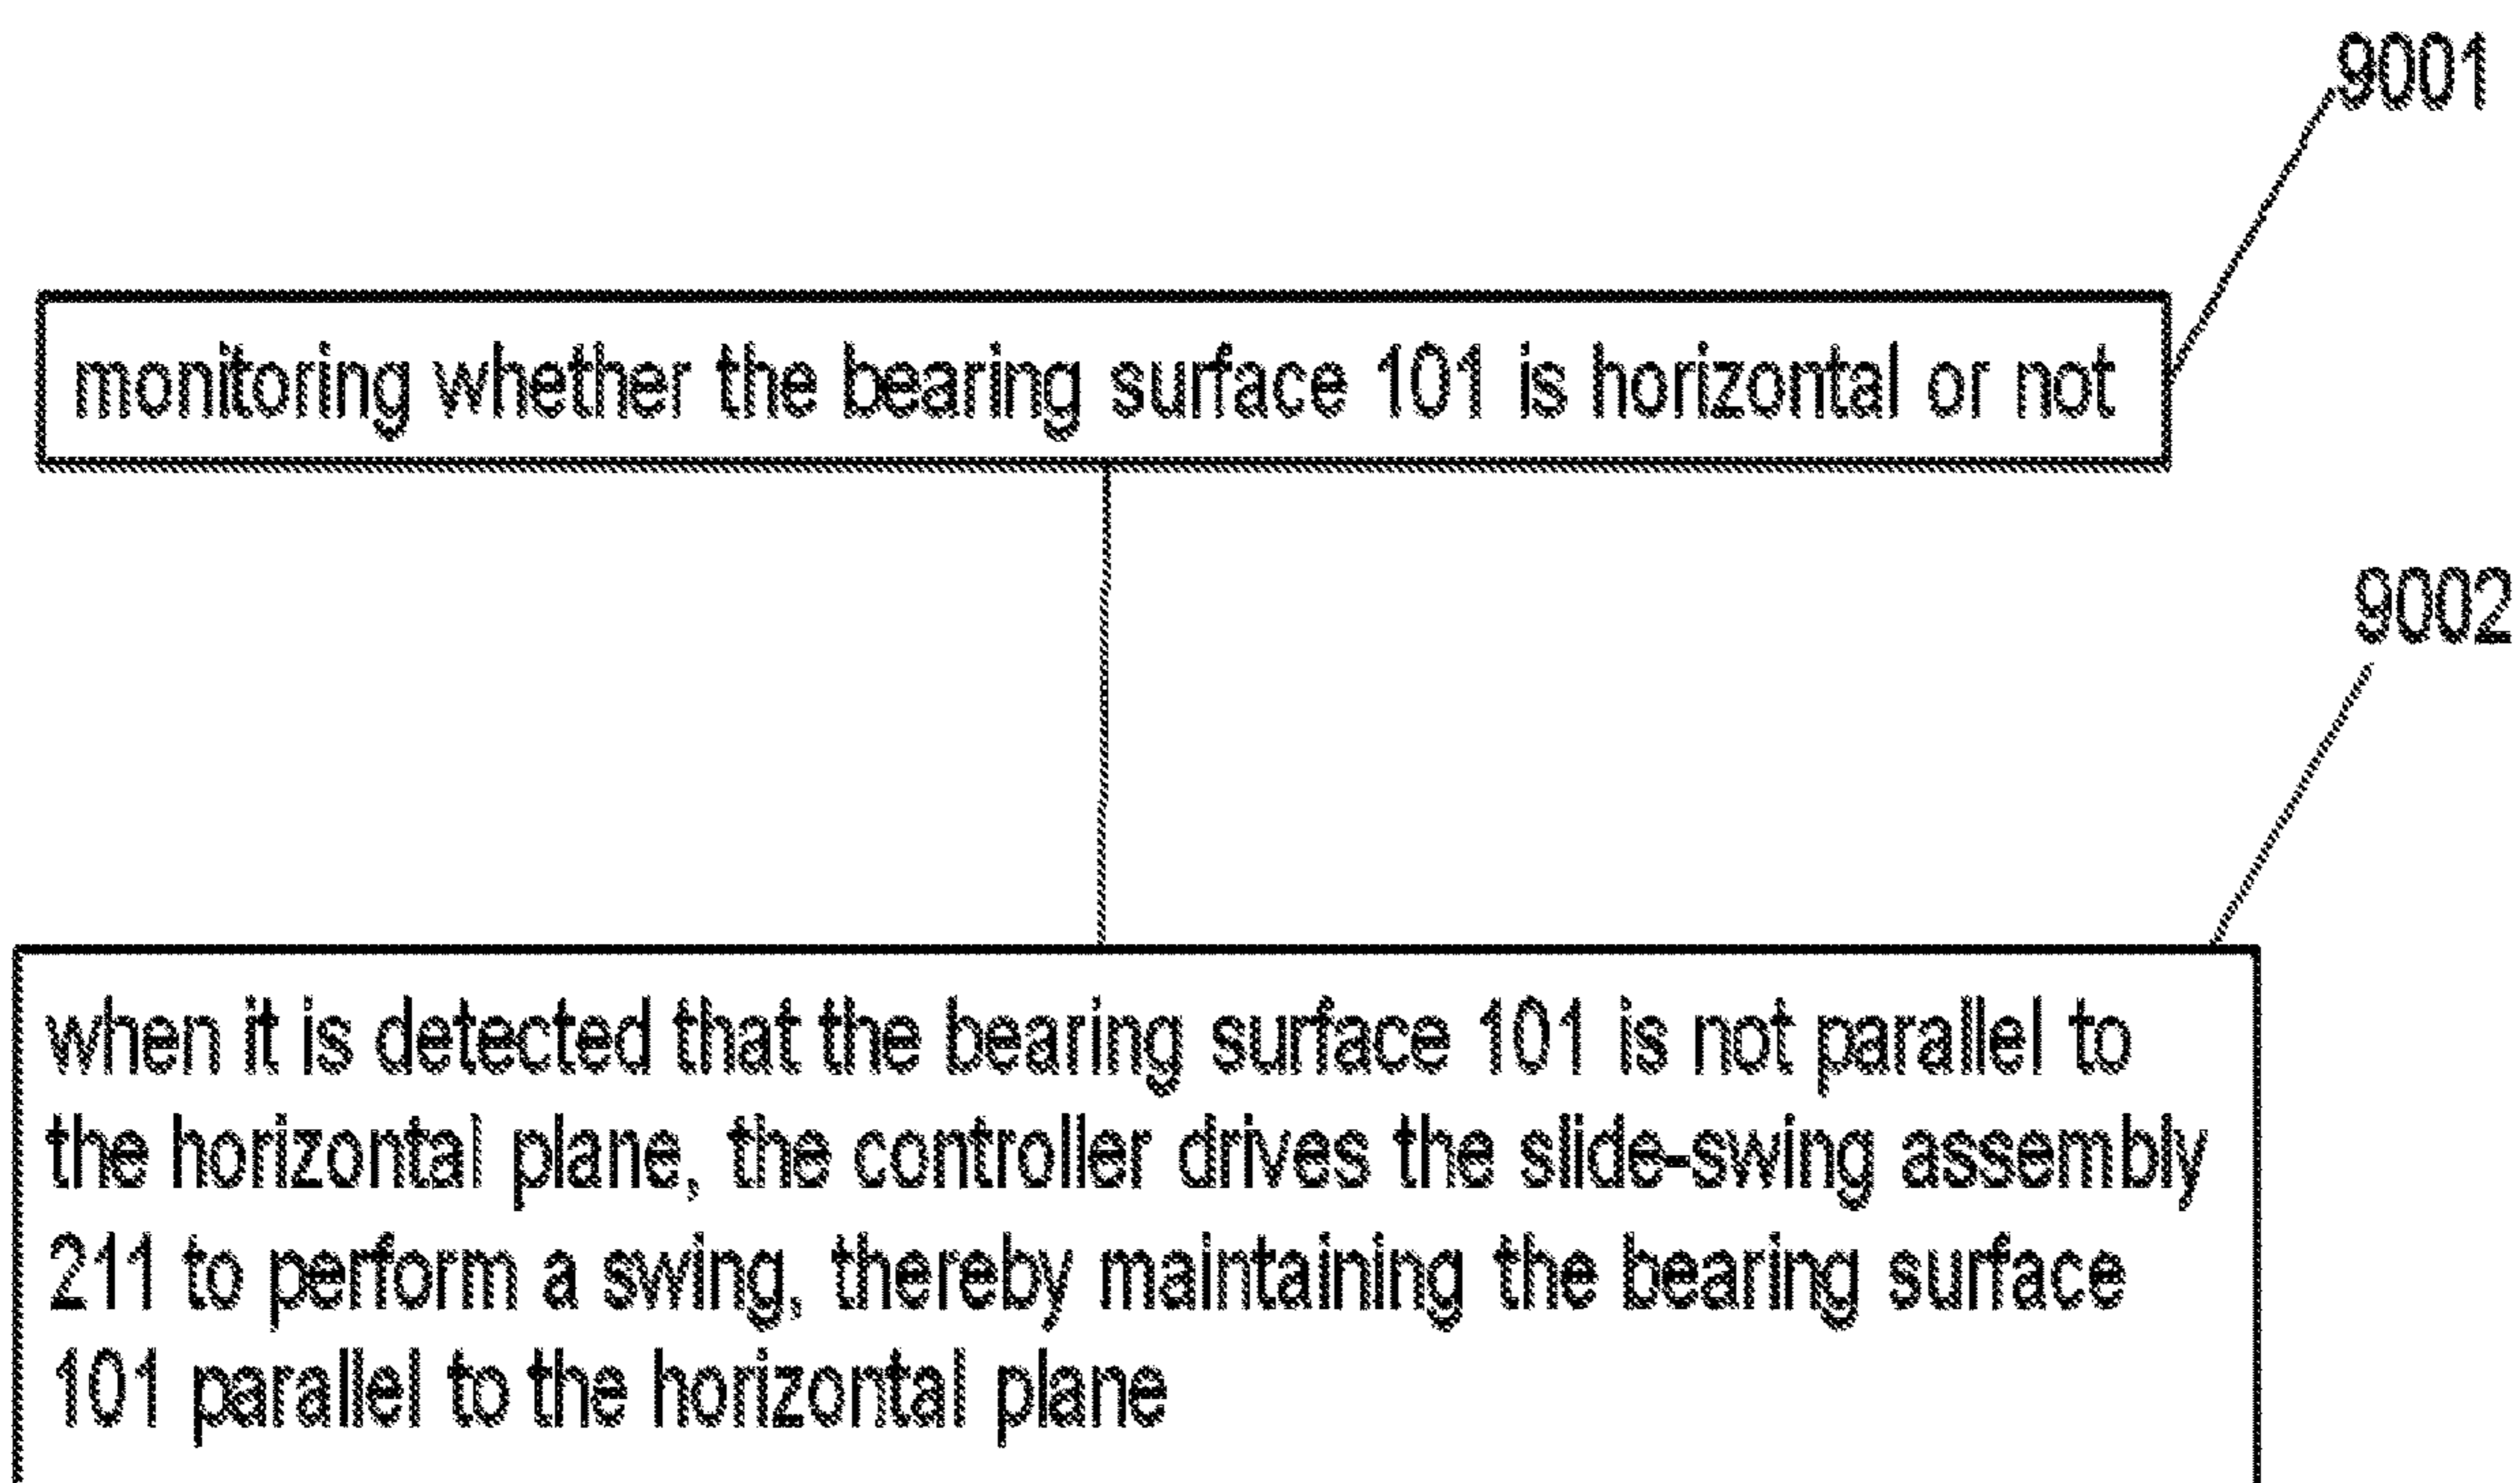 9001
monitoring whether the bearing surface 101 is horizontal or not
9002
when it is detected that the bearing surface 101 is not parallel to
the horizontal plane, the controller drives the slide-swing assembly
211 to perform a swing, thereby maintaining the bearing surface
101 parallel to the horizontal plane